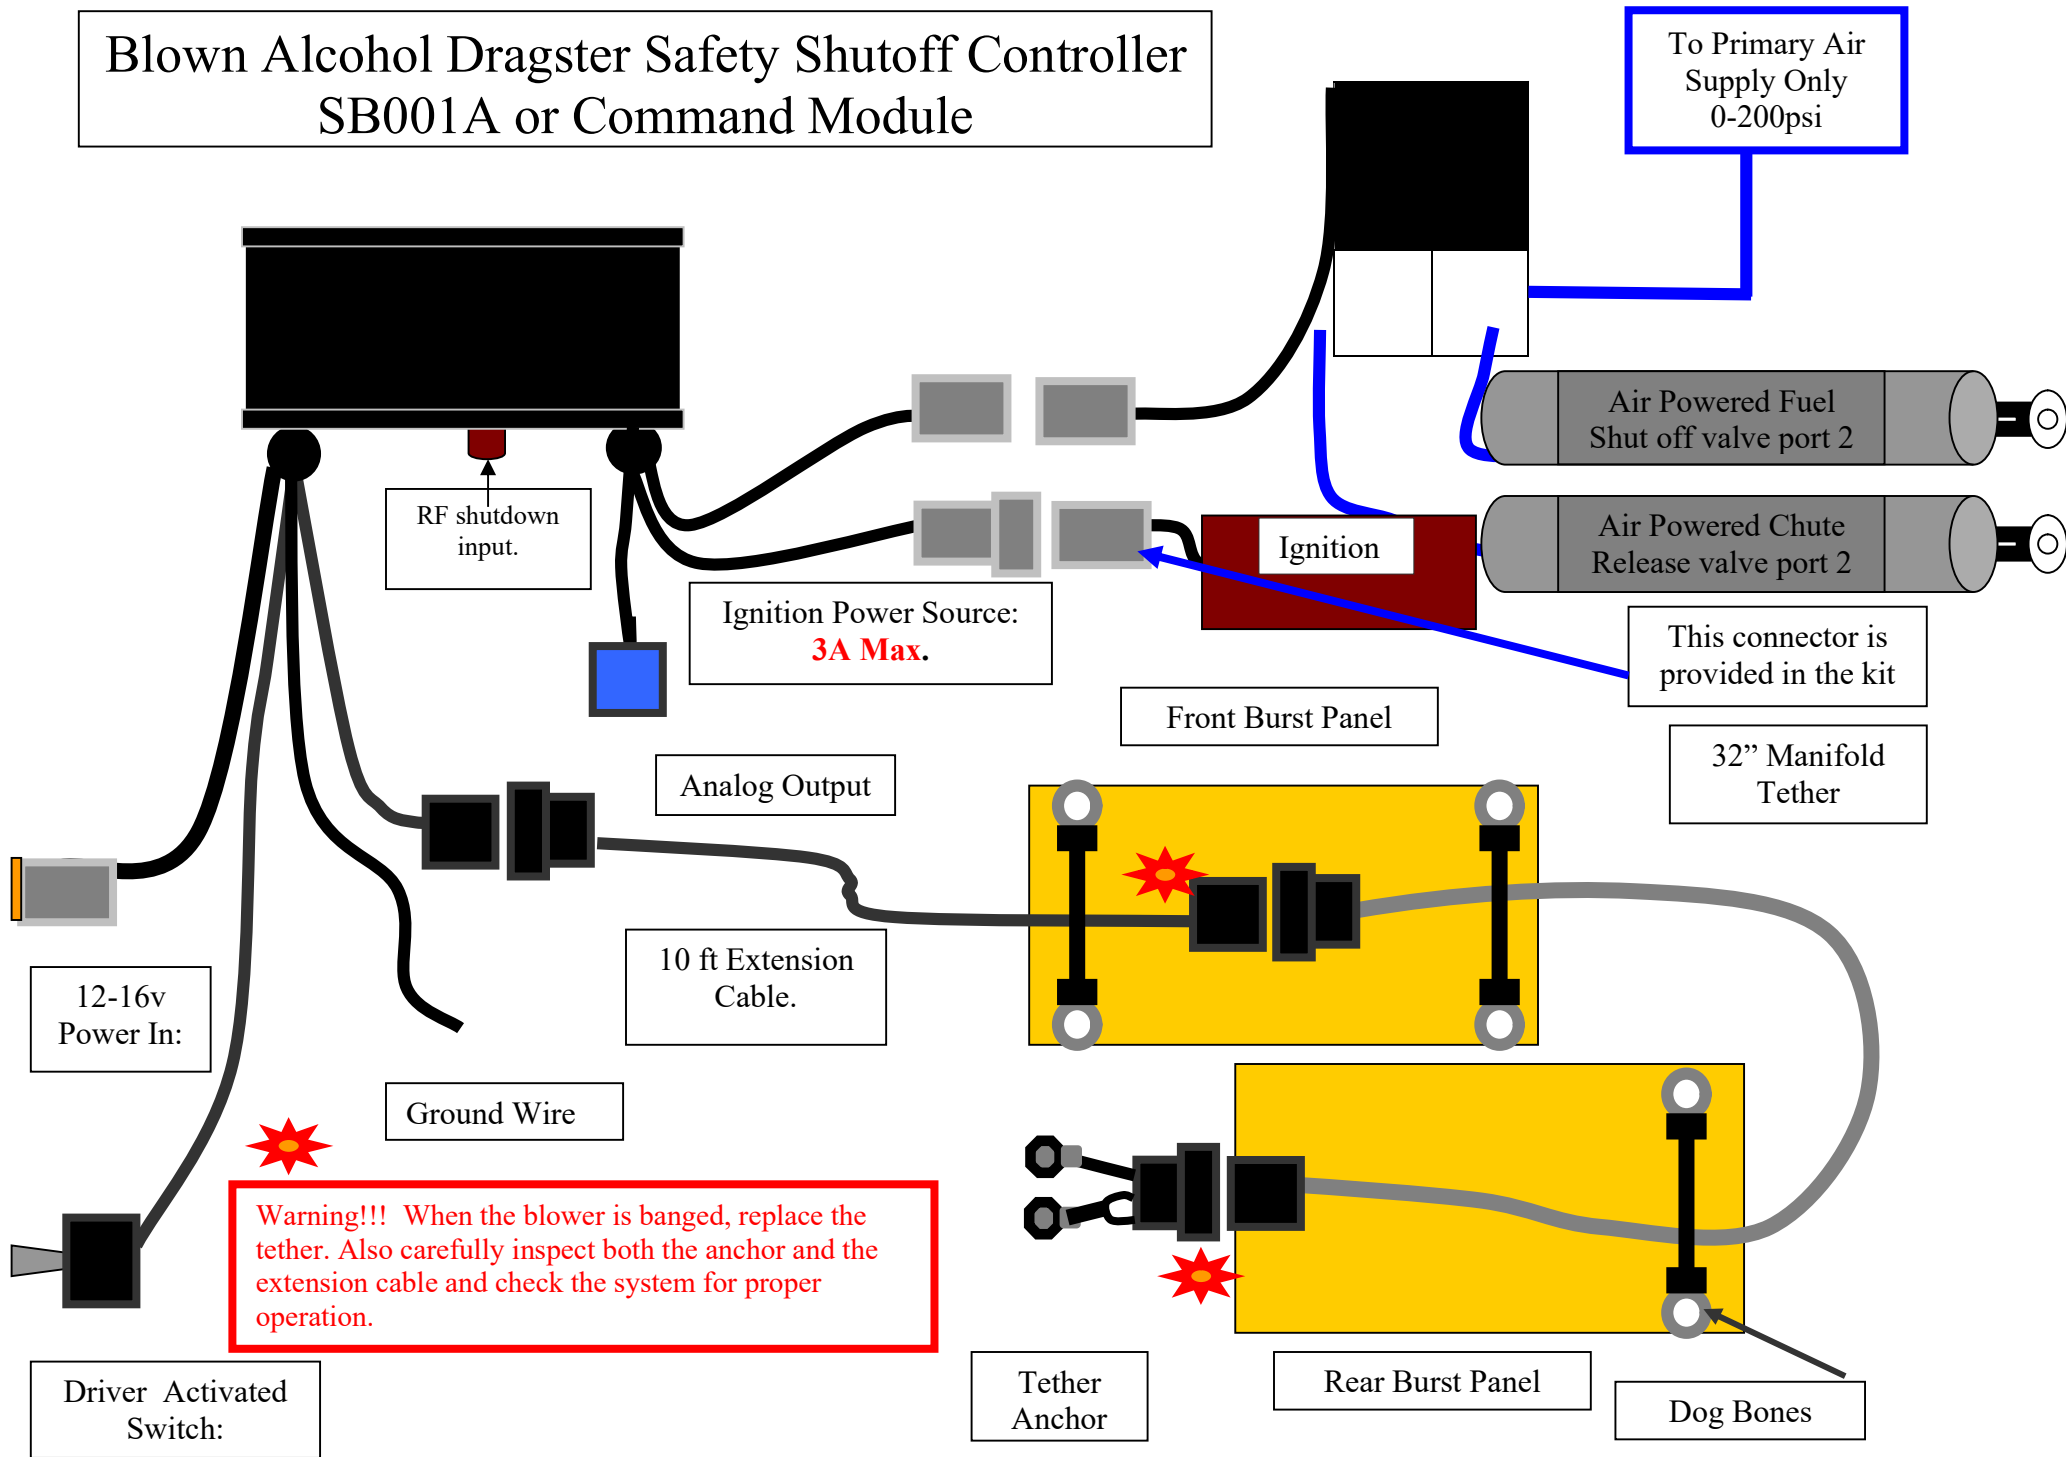 Blown Alcohol Dragster Safety Shutoff Controller
SB001A or Command Module
To Primary Air
Supply Only
0-200psi
Air Powered Fuel
Shut off valve port 2
RF shutdown
input.
Ignition
Air Powered Chute
Release valve port 2
Ignition Power Source:
3A Max.
This connector is
provided in the kit
Front Burst Panel
32” Manifold
Tether
Analog Output
10 ft Extension
Cable.
12-16v
Power In:
Ground Wire
Warning!!!  When the blower is banged, replace the
tether. Also carefully inspect both the anchor and the
extension cable and check the system for proper
operation.
Driver  Activated
Switch:
Tether
Anchor
Rear Burst Panel
Dog Bones